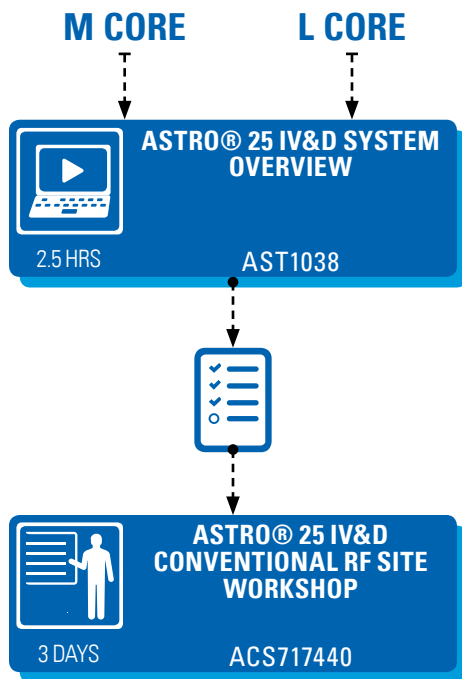 M CORE L CORE
ASTRO® 25 IV&D SYSTEM
OVERVIEW
2.5 HRS AST1038
ASTRO® 25 IV&D
CONVENTIONAL RF SITE
WORKSHOP
3 DAYS ACS717440